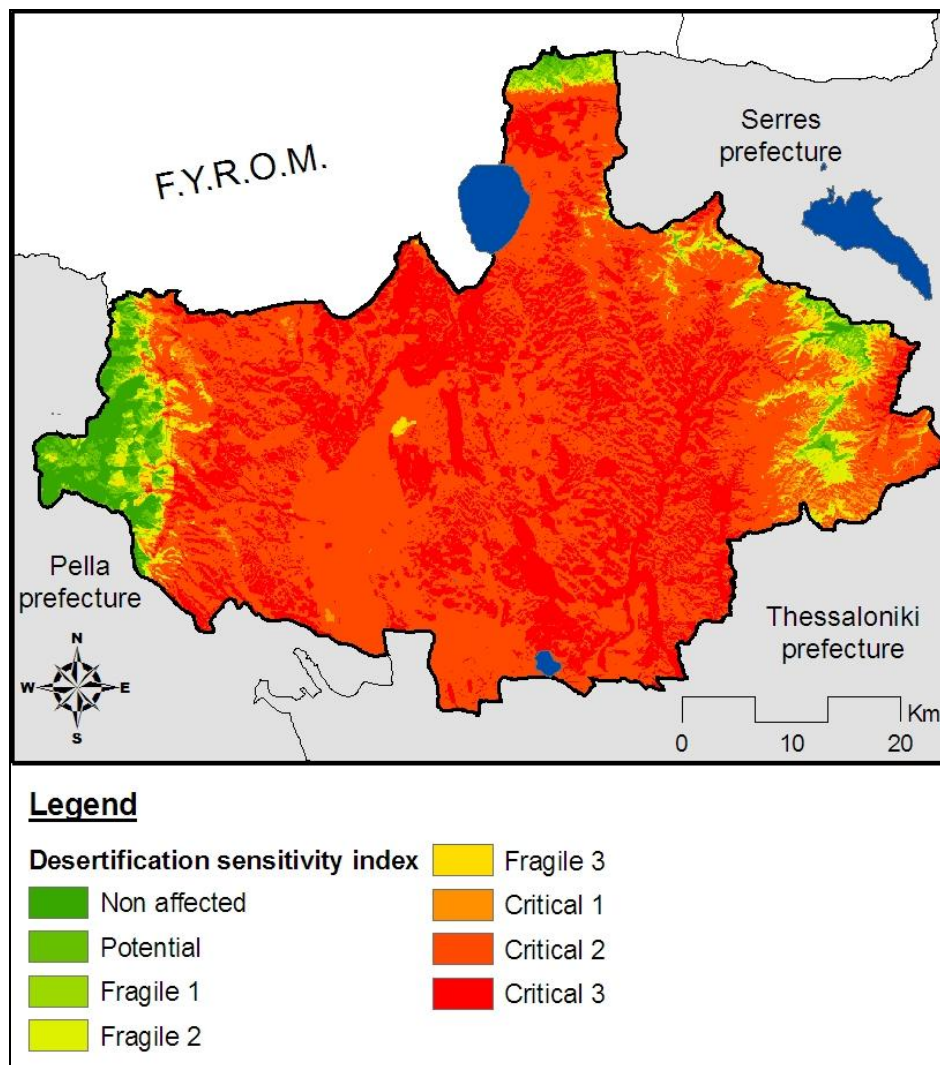 F.Y.R.O.M.
Serres
prefecture
Pella
prefecture
Thessaloniki
prefecture
N
W
E
S
Km
0
10
20
Legend
Desertification sensitivity index
Non affected
Potential
Fragile 1
Fragile 2
Fragile 3
Critical 1
Critical 2
Critical 3